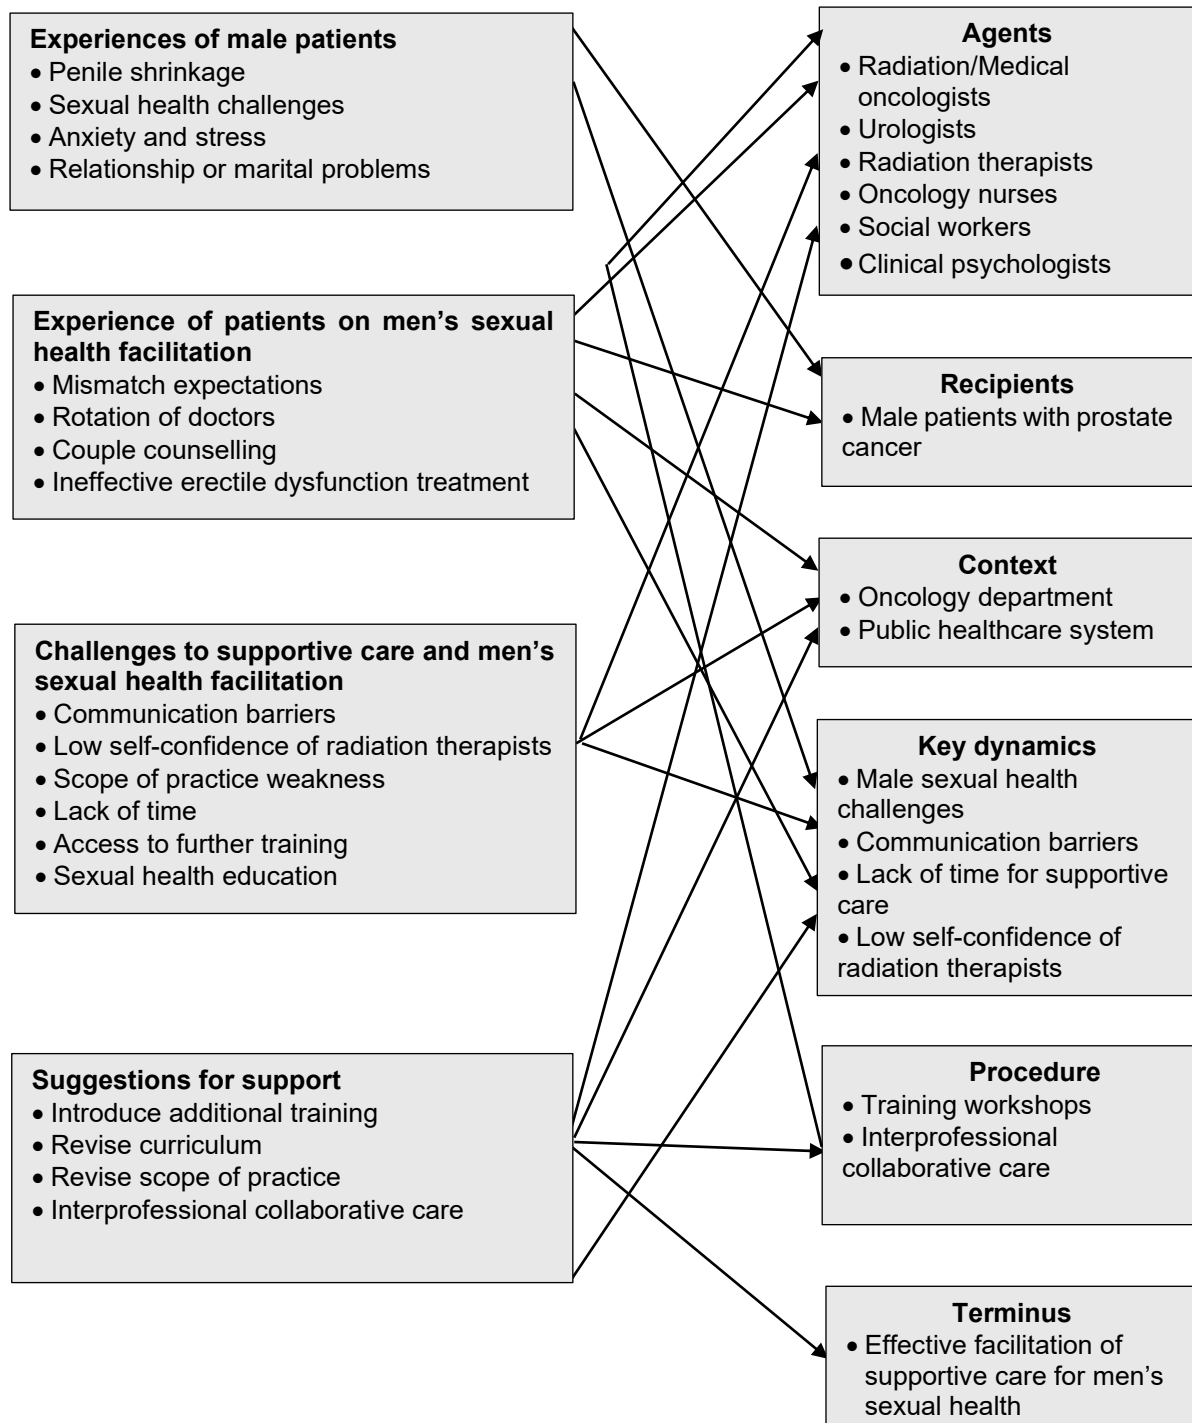 Experiences of male patients
• Penile shrinkage
• Sexual health challenges
• Anxiety and stress
• Relationship or marital problems
Experience of patients on men’s sexual
health facilitation
• Mismatch expectations
• Rotation of doctors
• Couple counselling
• Ineffective erectile dysfunction treatment
Challenges to supportive care and men’s
sexual health facilitation
• Communication barriers
• Low self-confidence of radiation therapists
• Scope of practice weakness
• Lack of time
• Access to further training
• Sexual health education
Suggestions for support
• Introduce additional training
• Revise curriculum
• Revise scope of practice
• Interprofessional collaborative care
Agents
• Radiation/Medical
oncologists
• Urologists
• Radiation therapists
• Oncology nurses
• Social workers
• Clinical psychologists
Recipients
• Male patients with prostate
cancer
Context
• Oncology department
• Public healthcare system
Key dynamics
• Male sexual health
challenges
• Communication barriers
• Lack of time for supportive
care
• Low self-confidence of
radiation therapists
Procedure
• Training workshops
• Interprofessional
collaborative care
Terminus
• Effective facilitation of
supportive care for men’s
sexual health